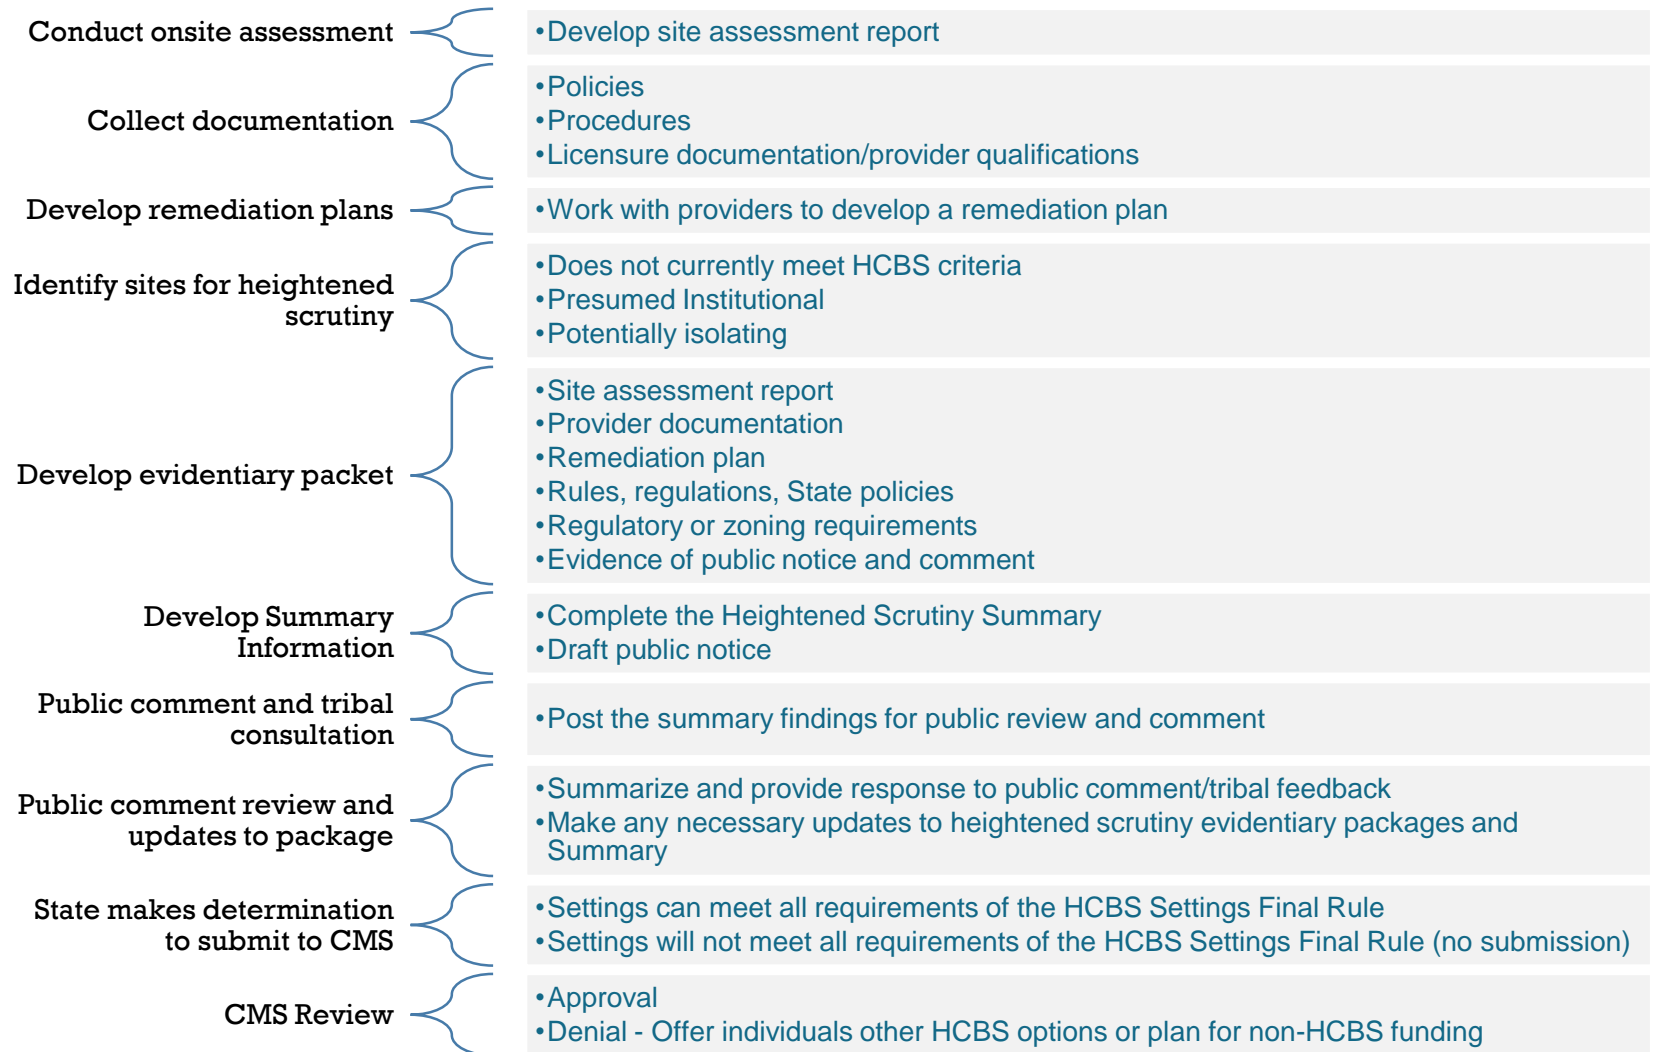 Conduct onsite assessment
•Develop site assessment report
Collect documentation
•Policies
•Procedures
•Licensure documentation/provider qualifications
Develop remediation plans
•Work with providers to develop a remediation plan
Identify sites for heightened
scrutiny
•Does not currently meet HCBS criteria
•Presumed Institutional
•Potentially isolating
Develop evidentiary packet
•Site assessment report
•Provider documentation
•Remediation plan
•Rules, regulations, State policies
•Regulatory or zoning requirements
•Evidence of public notice and comment
Develop Summary
Information
•Complete the Heightened Scrutiny Summary
•Draft public notice
Public comment and tribal
consultation
•Post the summary findings for public review and comment
Public comment review and
updates to package
•Summarize and provide response to public comment/tribal feedback
•Make any necessary updates to heightened scrutiny evidentiary packages and
Summary
State makes determination
to submit to CMS
•Settings can meet all requirements of the HCBS Settings Final Rule
•Settings will not meet all requirements of the HCBS Settings Final Rule (no submission)
CMS Review
•Approval
•Denial - Offer individuals other HCBS options or plan for non-HCBS funding